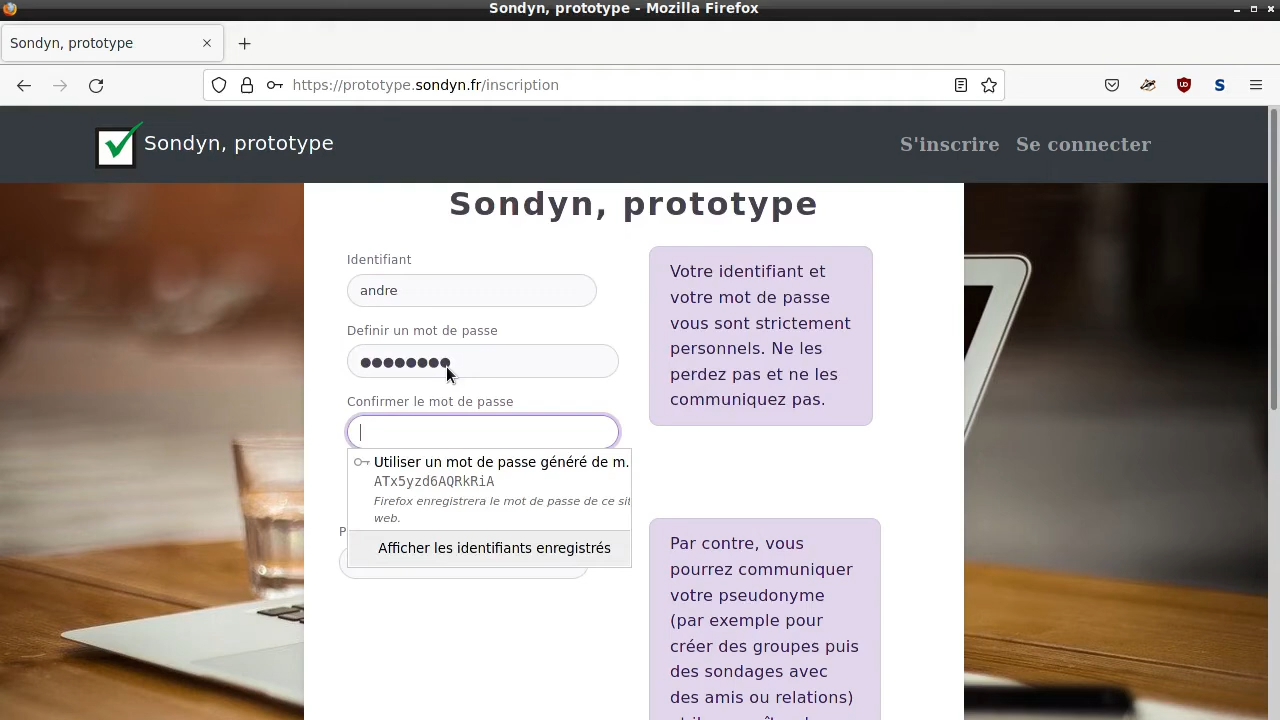 Sondyn, prototype - Mozilla Firefox
Sondyn, prototype
https://prototype.sondyn.fr/inscription
Sondyn, prototype
S'inscrire Se connecter
Sondyn, prototype
Identifiant
andre
Definir un mot de passe
Confirmer le mot de passe
Utiliser un mot de passe généré de m.
ATx5yzd6AQRkRiA
Firefox enregistrera le mot de passe de ce sit
web.
P
Afficher les identifiants enregistrés
Votre identifiant et
votre mot de passe
vous sont strictement
personnels. Ne les
perdez pas et ne les
communiquez pas.
Par contre, vous
pourrez communiquer
votre pseudonyme
(par exemple pour
créer des groupes puis
des sondages avec
des amis ou relations)